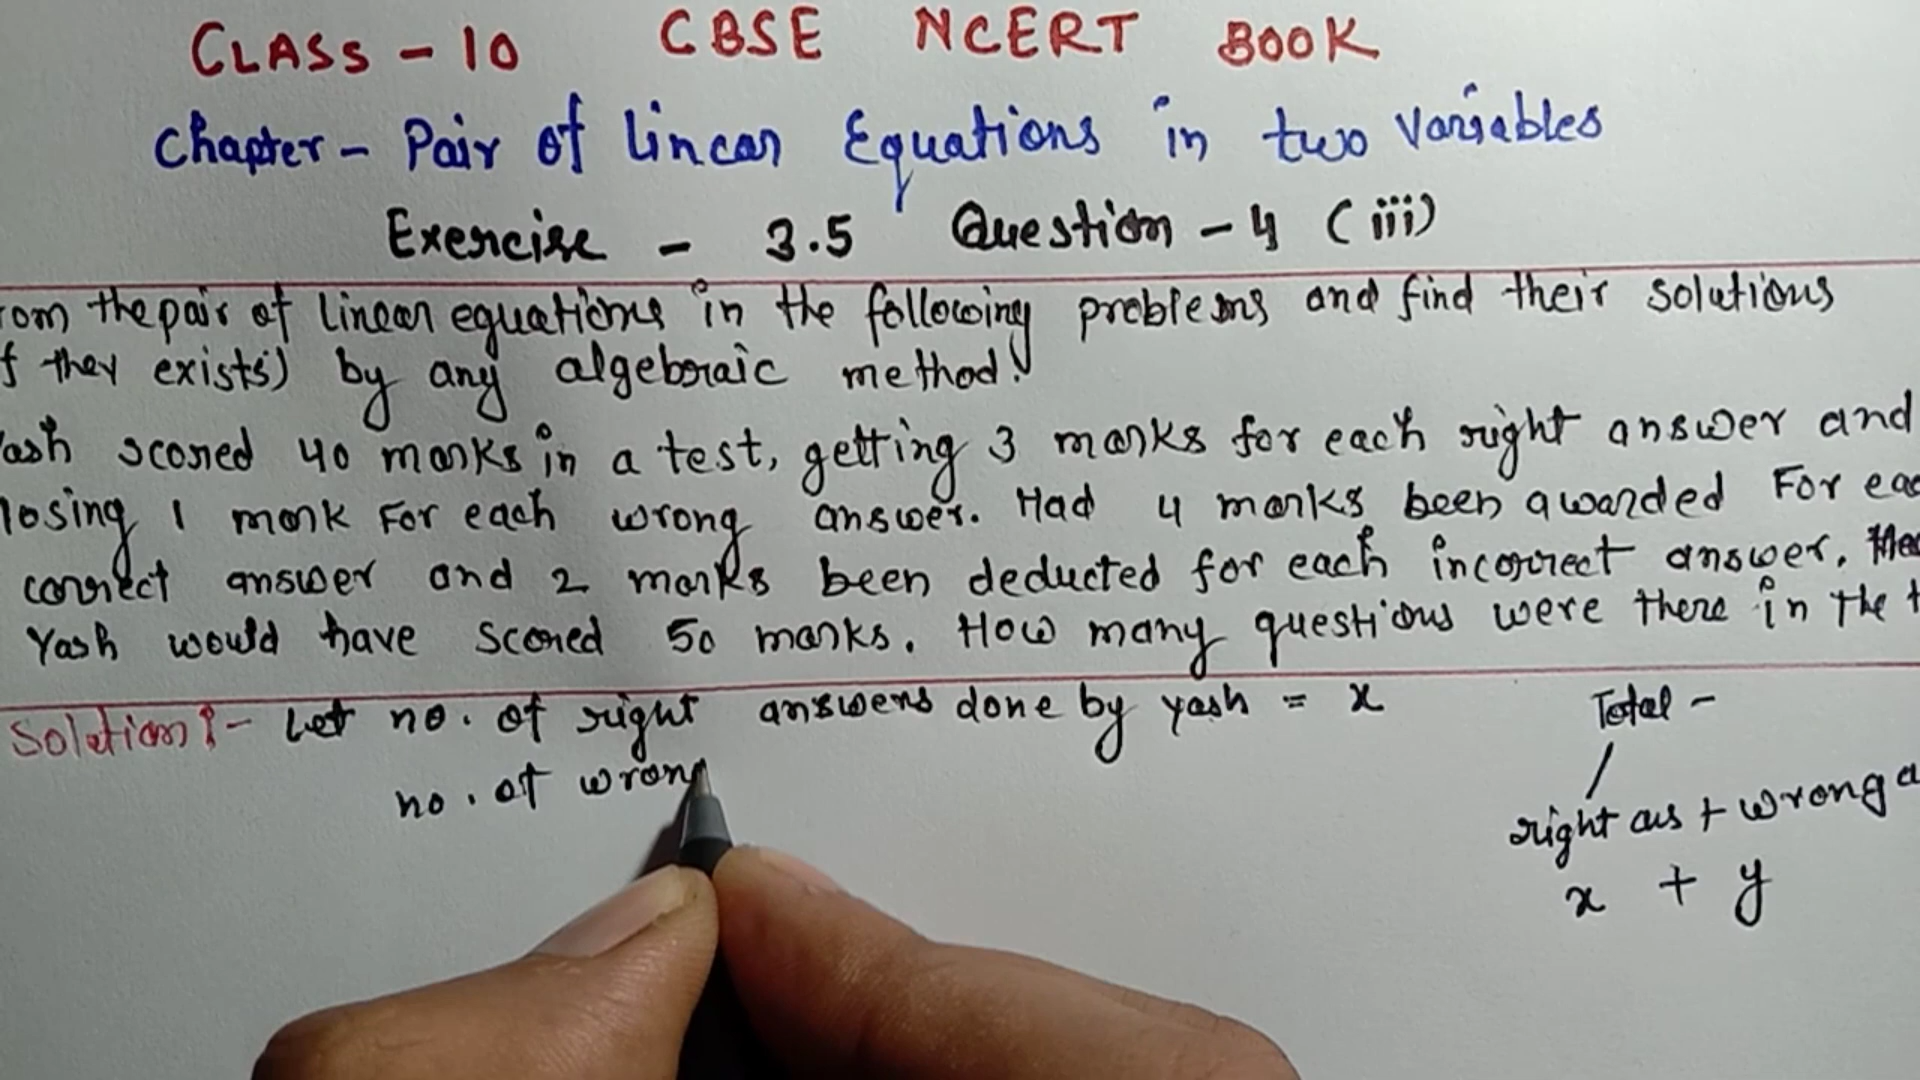 CLASS - 10 CBSE NCERT BOOK
Chapter - Pair of linear Equations in two Variables
Exercise - 3.5 Question - 4 (iii)
rom the pair of linear equations in the following problems and find their solutions
f they exists) by any algebraic method!
ash scored 40 marks in a test, getting 3 marks for each right answer and
losing 1 mark For each wrong answer. Had 4 marks been awarded For eac
correct answer and 2 marks been deducted for each incorrect answer.
Yash would have scored 50 marks. How many questions were there in the t
Solution:- Let no. of right answers done by yash = x
no. of wrong
Total -
right ans + wrong a
x + y